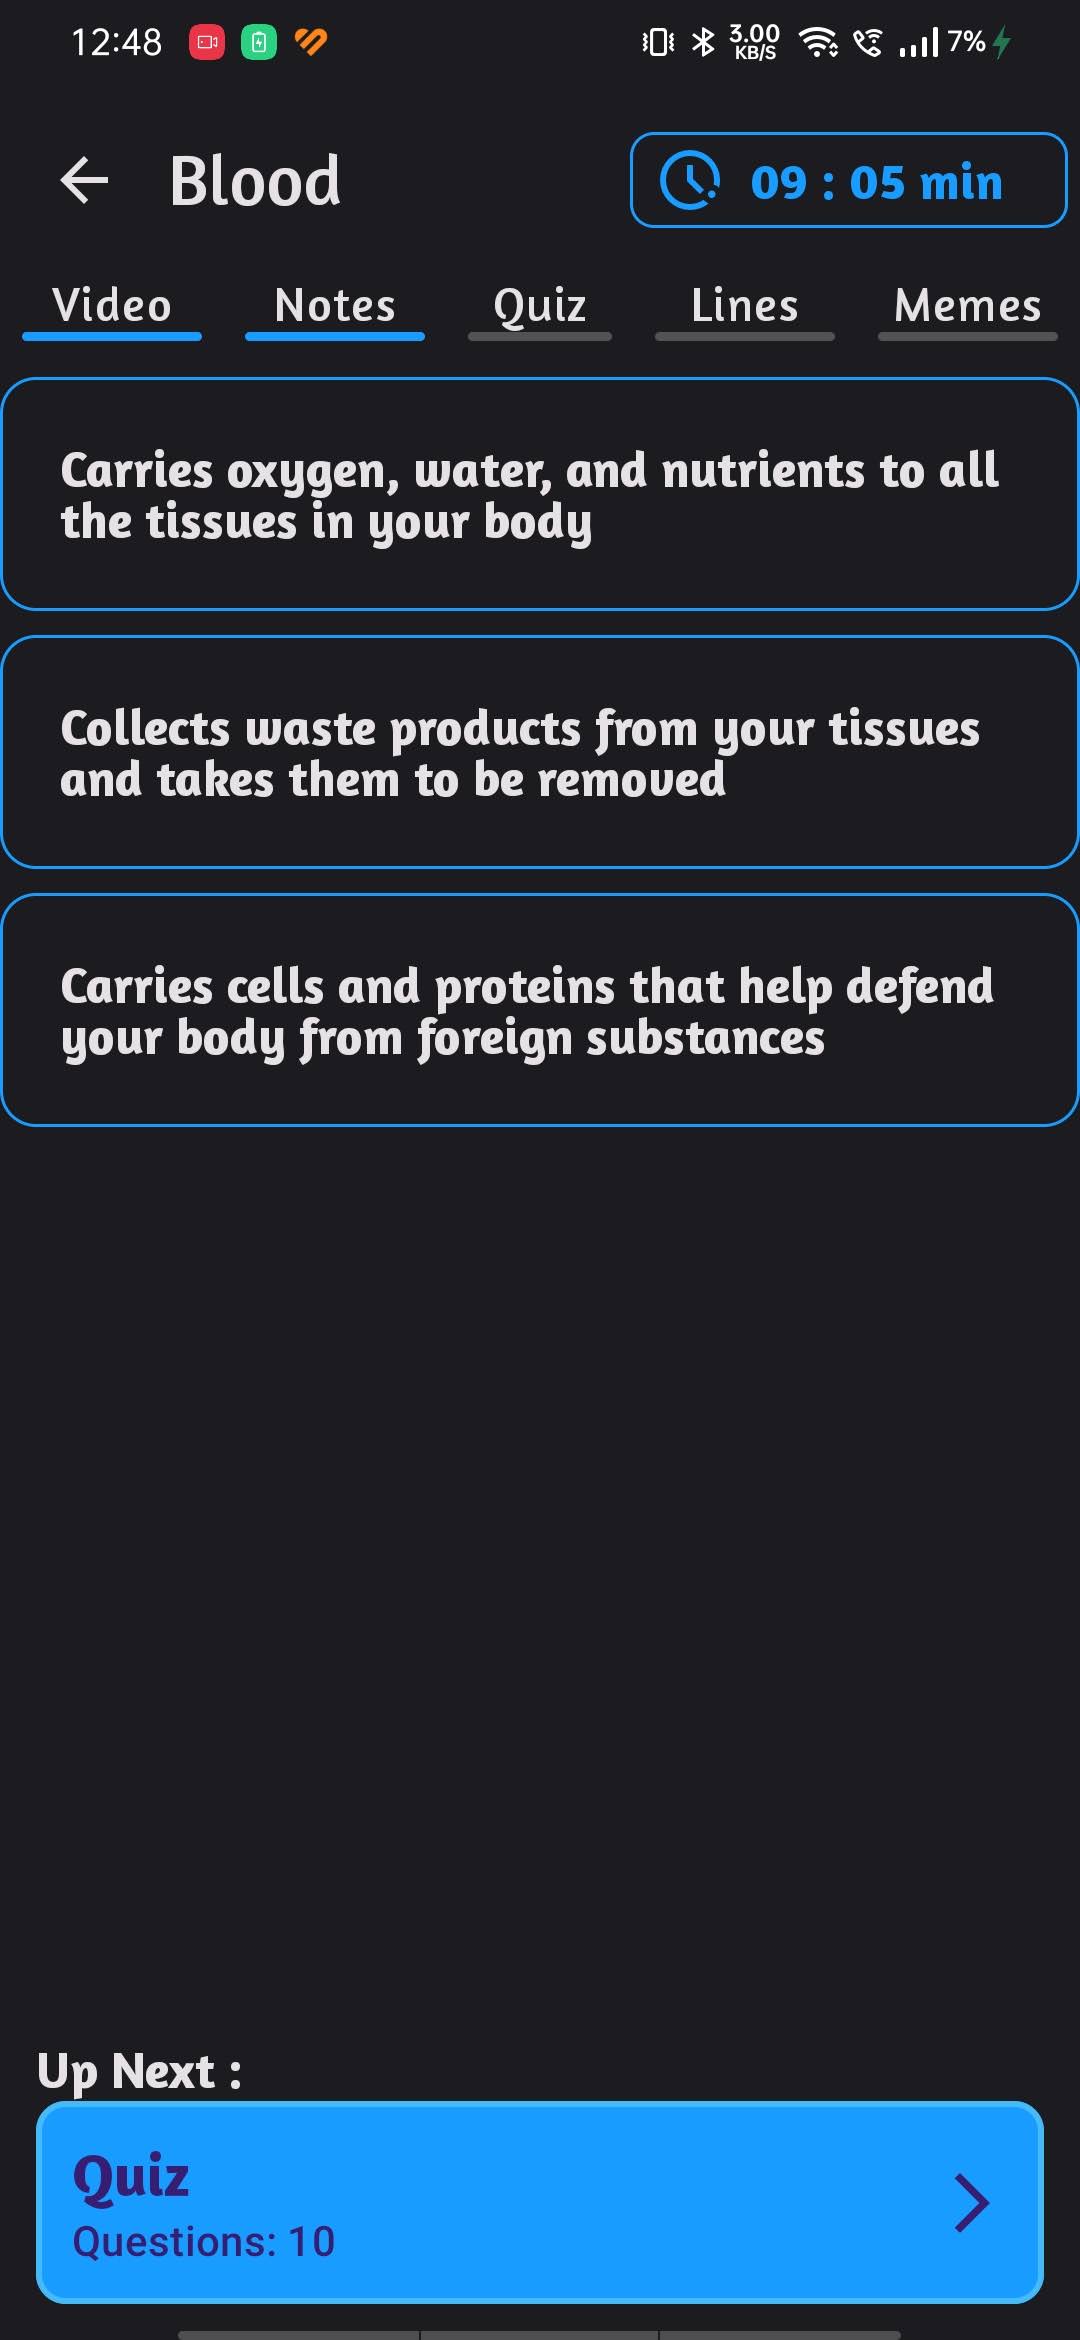 12:48
3.00
KB/S
7%
Blood
09 : 05 min
Video
Notes
Quiz
Lines
Memes
Carries oxygen, water, and nutrients to all
the tissues in your body
Collects waste products from your tissues
and takes them to be removed
Carries cells and proteins that help defend
your body from foreign substances
Up Next :
Quiz
Questions: 10